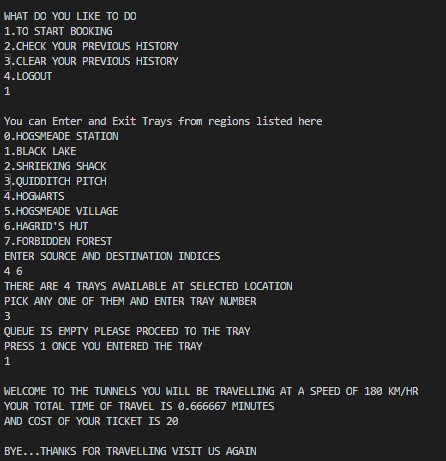 WHAT DO YOU LIKE TO DO
1.TO START BOOKING
2.CHECK YOUR PREVIOUS HISTORY
3.CLEAR YOUR PREVIOUS HISTORY
4.LOGOUT
1
You can Enter and Exit Trays from regions listed here
0.HOGSMEADE STATION
1.BLACK LAKE
2.SHRIEKING SHACK
3.QUIDDITCH PITCH
4.HOGWARTS
5.HOGSMEADE VILLAGE
6.HAGRID'S HUT
7.FORBIDDEN FOREST
ENTER SOURCE AND DESTINATION INDICES
4 6
THERE ARE 4 TRAYS AVAILABLE AT SELECTED LOCATION
PICK ANY ONE OF THEM AND ENTER TRAY NUMBER
3
QUEUE IS EMPTY PLEASE PROCEED TO THE TRAY
PRESS 1 ONCE YOU ENTERED THE TRAY
1
WELCOME TO THE TUNNELS YOU WILL BE TRAVELLING AT A SPEED OF 180 KM/HR
YOUR TOTAL TIME OF TRAVEL IS 0.666667 MINUTES
AND COST OF YOUR TICKET IS 20
BYE...THANKS FOR TRAVELLING VISIT US AGAIN